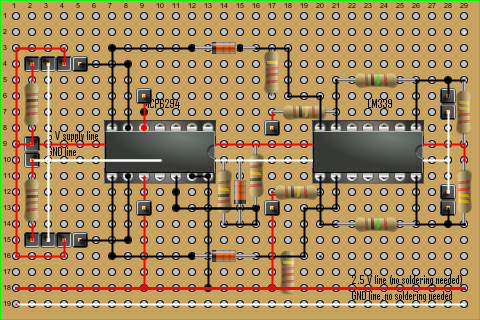 1 2 3 4 5 6 7 8 9 10 11 12 13 14 15 16 17 18 19 20 21 22 23 24 25 26 27 28 29
2
3
4
5
6
MCP6294
LM339
7
8
5 V supply line
9
GND line
10
11
12
13
14
15
16
17
2.5 V line (no soldering needed)
18
GND line, no soldering needed
19